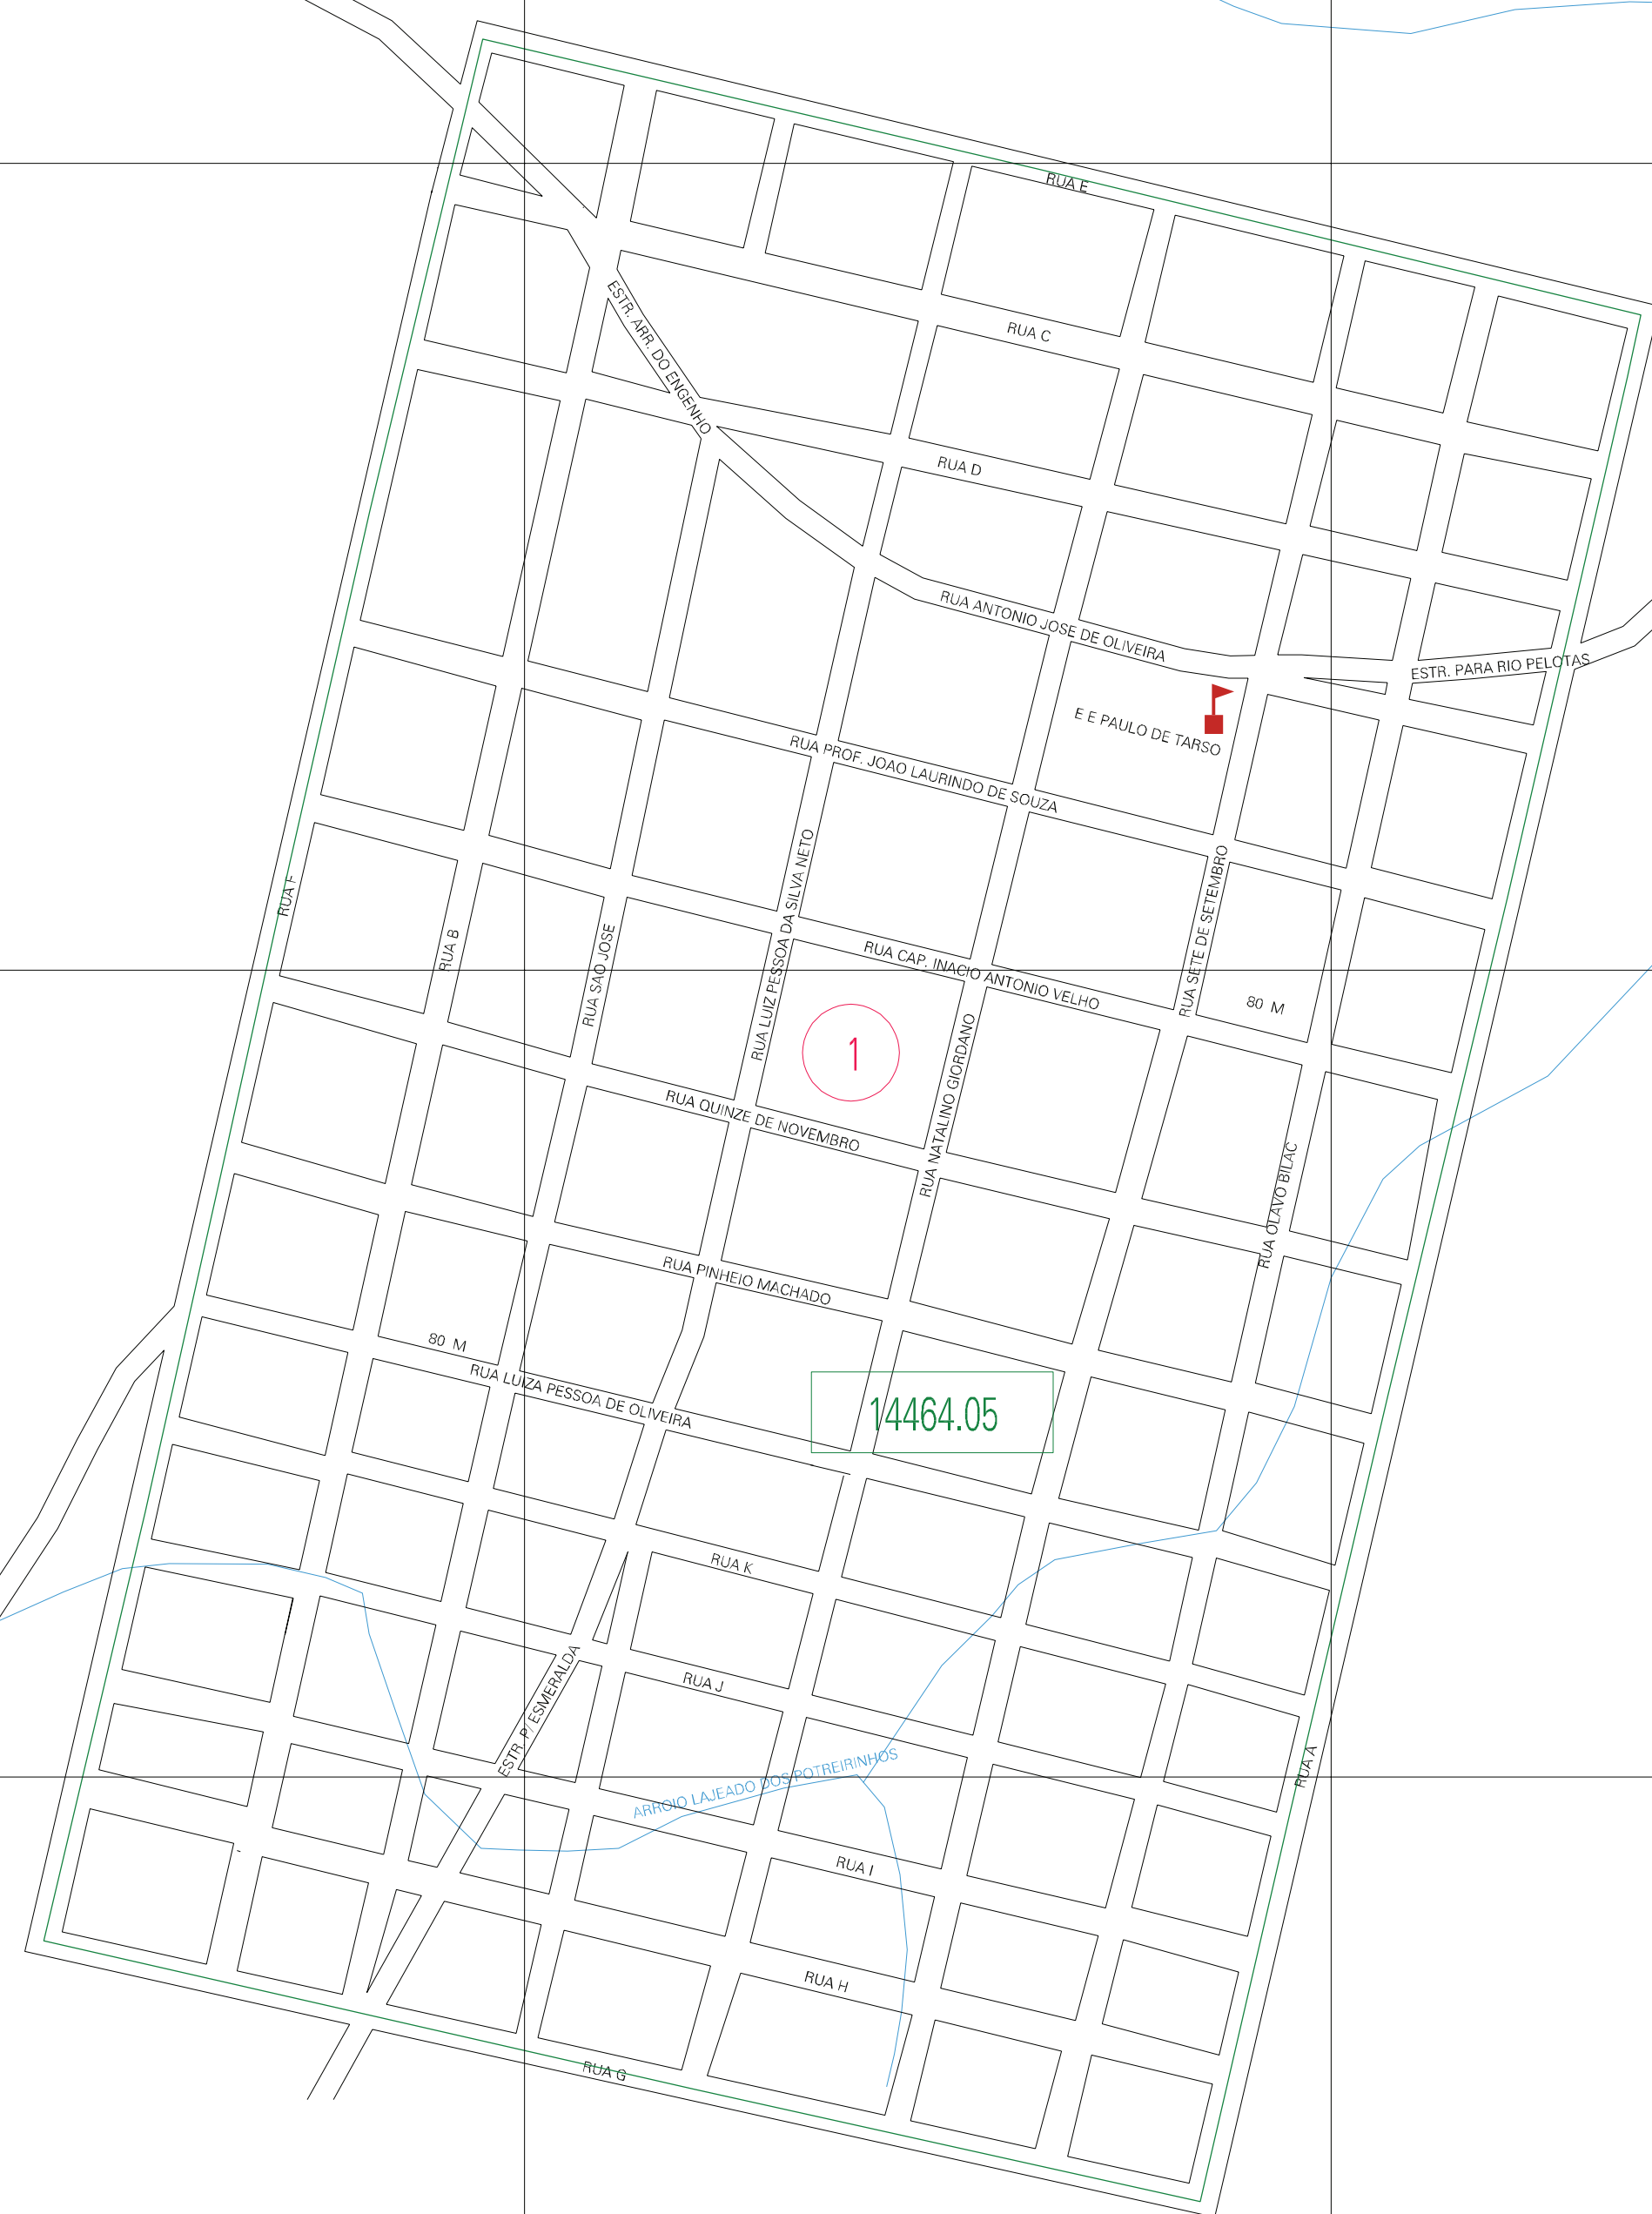 RUA E
RUA C
ESTR. ARR. DO ENGENHO
RUA D
RUA ANTONIO JOSE DE OLIVEIRA
ESTR. PARA RIO PELOTAS
E E PAULO DE TARSO
RUA PROF. JOAO LAURINDO DE SOUZA
RUA F
RUA B
RUA SAO JOSE
RUA LUIZ PESSOA DA SILVA NETO
RUA SETE DE SETEMBRO
RUA CAP. INACIO ANTONIO VELHO
80 M
1
RUA NATALINO GIORDANO
RUA QUINZE DE NOVEMBRO
RUA OLAVO BILAC
RUA PINHEIO MACHADO
80 M
RUA LUIZA PESSOA DE OLIVEIRA
14464.05
RUA K
RUA J
ESTR. P/ ESMERALDA
ARROIO LAJEADO DOS POTREIRINHOS
RUA A
RUA I
RUA H
RUA G